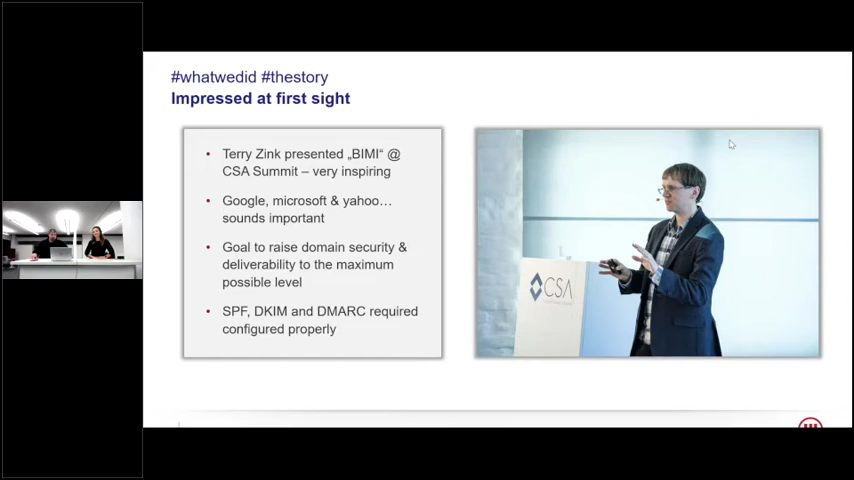 #whatwedid #thestory
Impressed at first sight
• Terry Zink presented „BIMI“ @
CSA Summit – very inspiring
• Google, microsoft & yahoo…
sounds important
• Goal to raise domain security &
deliverability to the maximum
possible level
• SPF, DKIM and DMARC required
configured properly
CSA